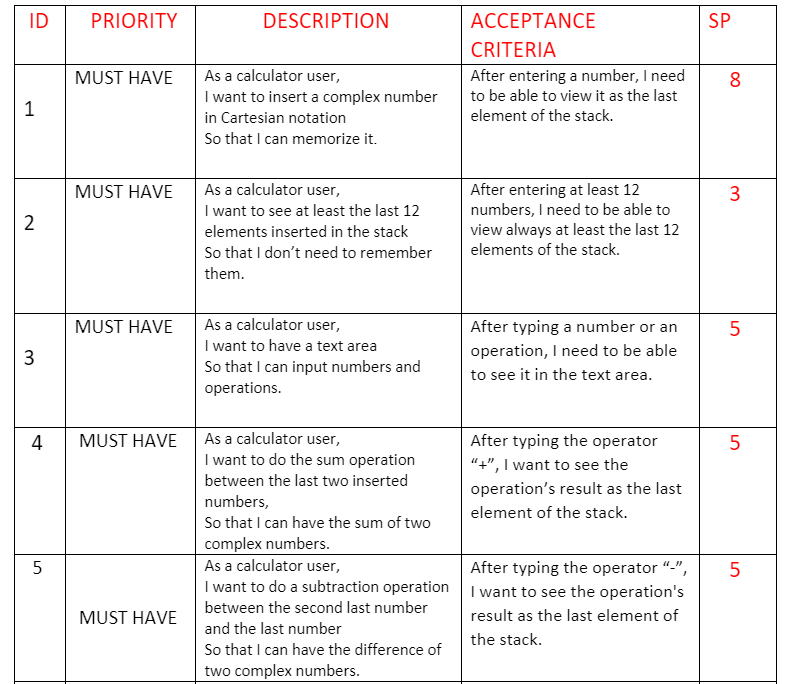 ID PRIORITY DESCRIPTION ACCEPTANCE CRITERIA SP
1
MUST HAVE
As a calculator user,
I want to insert a complex number
in Cartesian notation
So that I can memorize it.
After entering a number, I need
to be able to view it as the last
element of the stack.
8
2
MUST HAVE
As a calculator user,
I want to see at least the last 12
elements inserted in the stack
So that I don’t need to remember
them.
After entering at least 12
numbers, I need to be able to
view always at least the last 12
elements of the stack.
3
3
MUST HAVE
As a calculator user,
I want to have a text area
So that I can input numbers and
operations.
After typing a number or an
operation, I need to be able
to see it in the text area.
5
4
MUST HAVE
As a calculator user,
I want to do the sum operation
between the last two inserted
numbers,
So that I can have the sum of two
complex numbers.
After typing the operator
“+”, I want to see the
operation’s result as the last
element of the stack.
5
5
MUST HAVE
As a calculator user,
I want to do a subtraction operation
between the second last number
and the last number
So that I can have the difference of
two complex numbers.
After typing the operator “-”,
I want to see the operation's
result as the last element of
the stack.
5